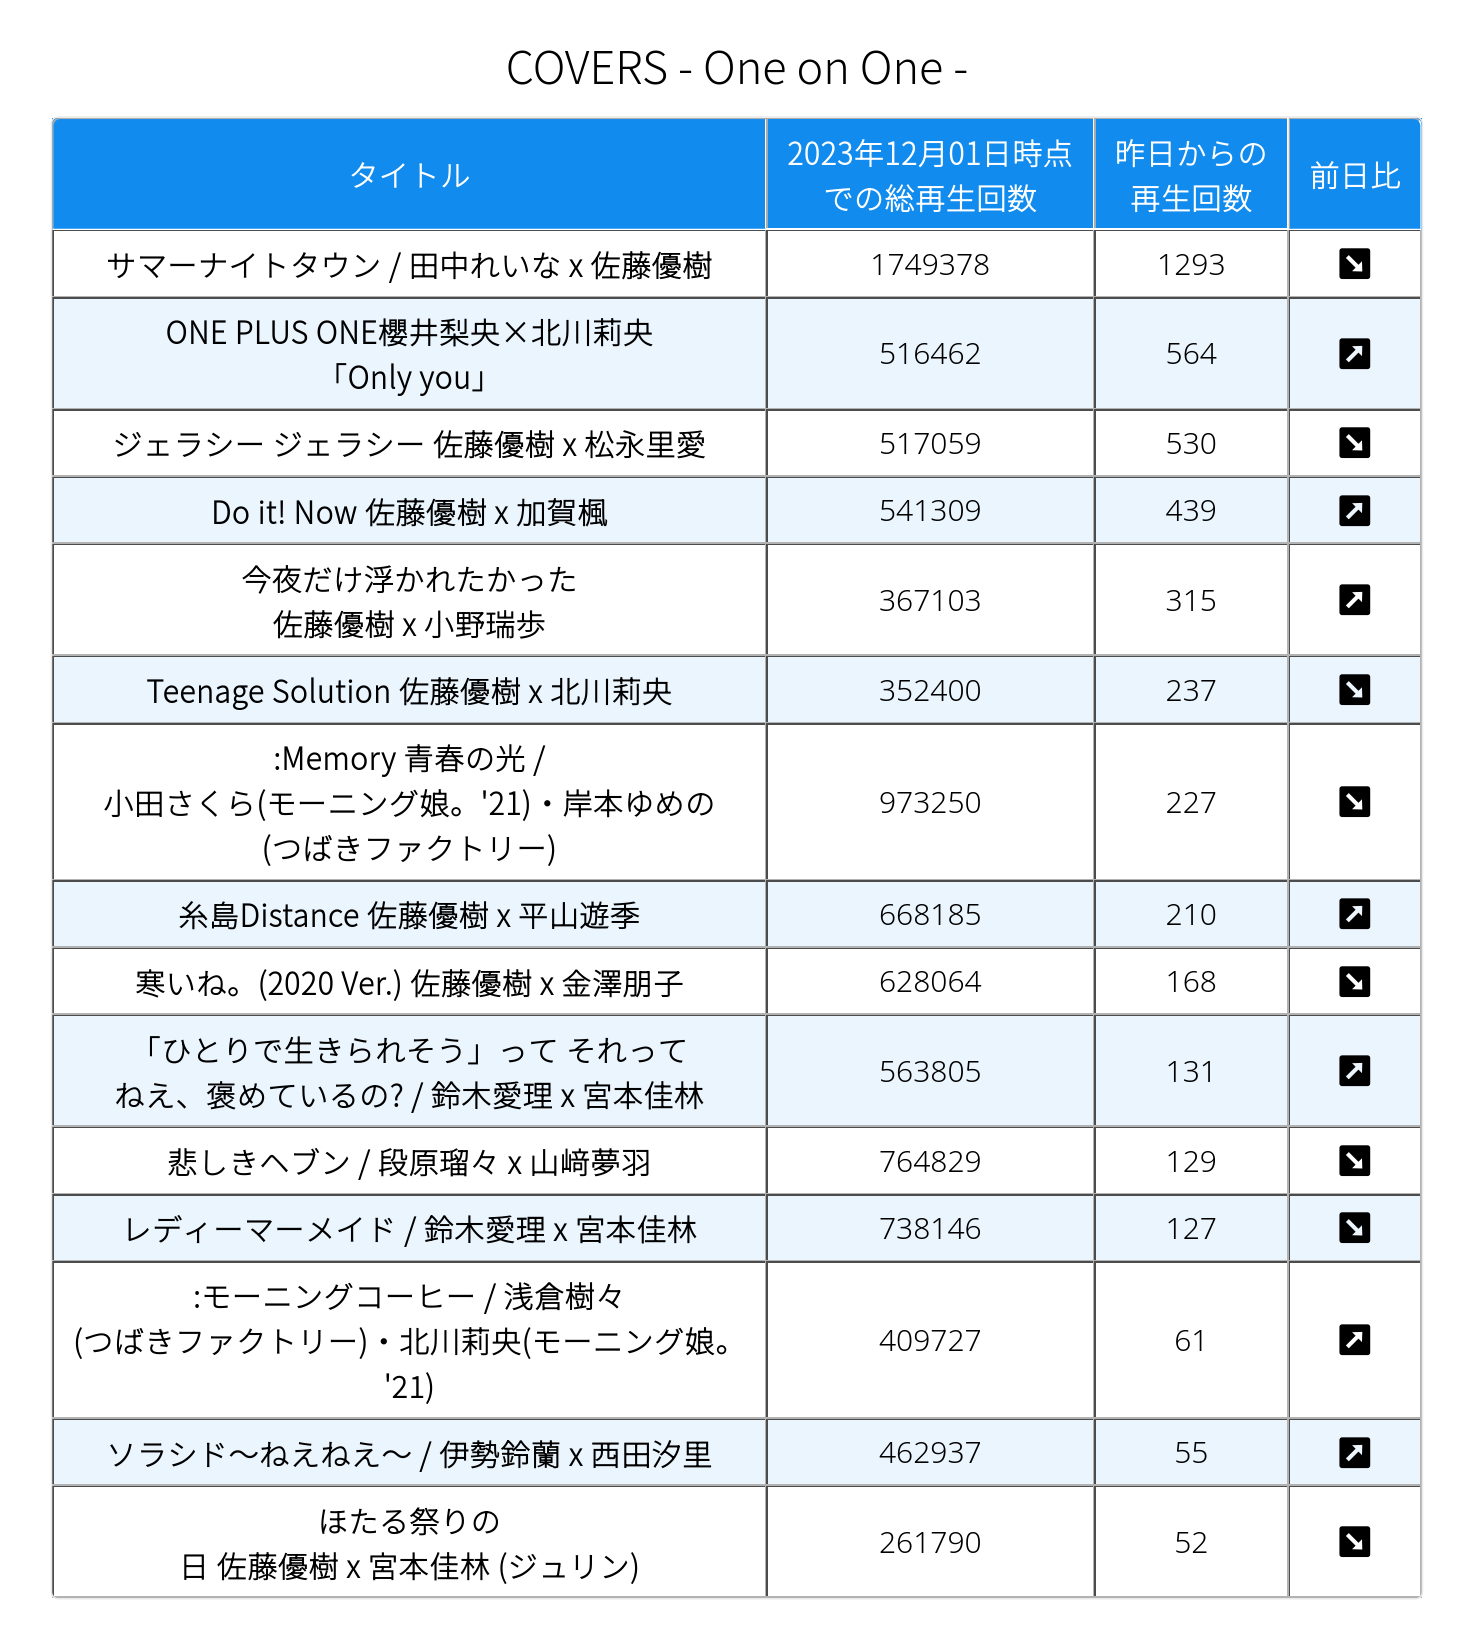 COVERS - One on One -
タイトル
2023年12月01日時点
での総再生回数
昨日からの
再生回数
前日比
サマーナイトタウン / 田中れいな x 佐藤優樹
1749378
1293
ONE PLUS ONE櫻井梨央×北川莉央
「Only you」
516462
564
ジェラシー ジェラシー 佐藤優樹 x 松永里愛
517059
530
Do it! Now 佐藤優樹 x 加賀楓
541309
439
今夜だけ浮かれたかった
佐藤優樹 x 小野瑞歩
367103
315
Teenage Solution 佐藤優樹 x 北川莉央
352400
237
:Memory 青春の光 /
小田さくら(モーニング娘。'21)・岸本ゆめの
(つばきファクトリー)
973250
227
糸島Distance 佐藤優樹 x 平山遊季
668185
210
寒いね。(2020 Ver.) 佐藤優樹 x 金澤朋子
628064
168
「ひとりで生きられそう」って それって
ねえ、褒めているの? / 鈴木愛理 x 宮本佳林
563805
131
悲しきヘブン / 段原瑠々 x 山﨑夢羽
764829
129
レディーマーメイド / 鈴木愛理 x 宮本佳林
738146
127
:モーニングコーヒー / 浅倉樹々
(つばきファクトリー)・北川莉央(モーニング娘。
'21)
409727
61
ソラシド〜ねえねえ〜 / 伊勢鈴蘭 x 西田汐里
462937
55
ほたる祭りの
日 佐藤優樹 x 宮本佳林 (ジュリン)
261790
52